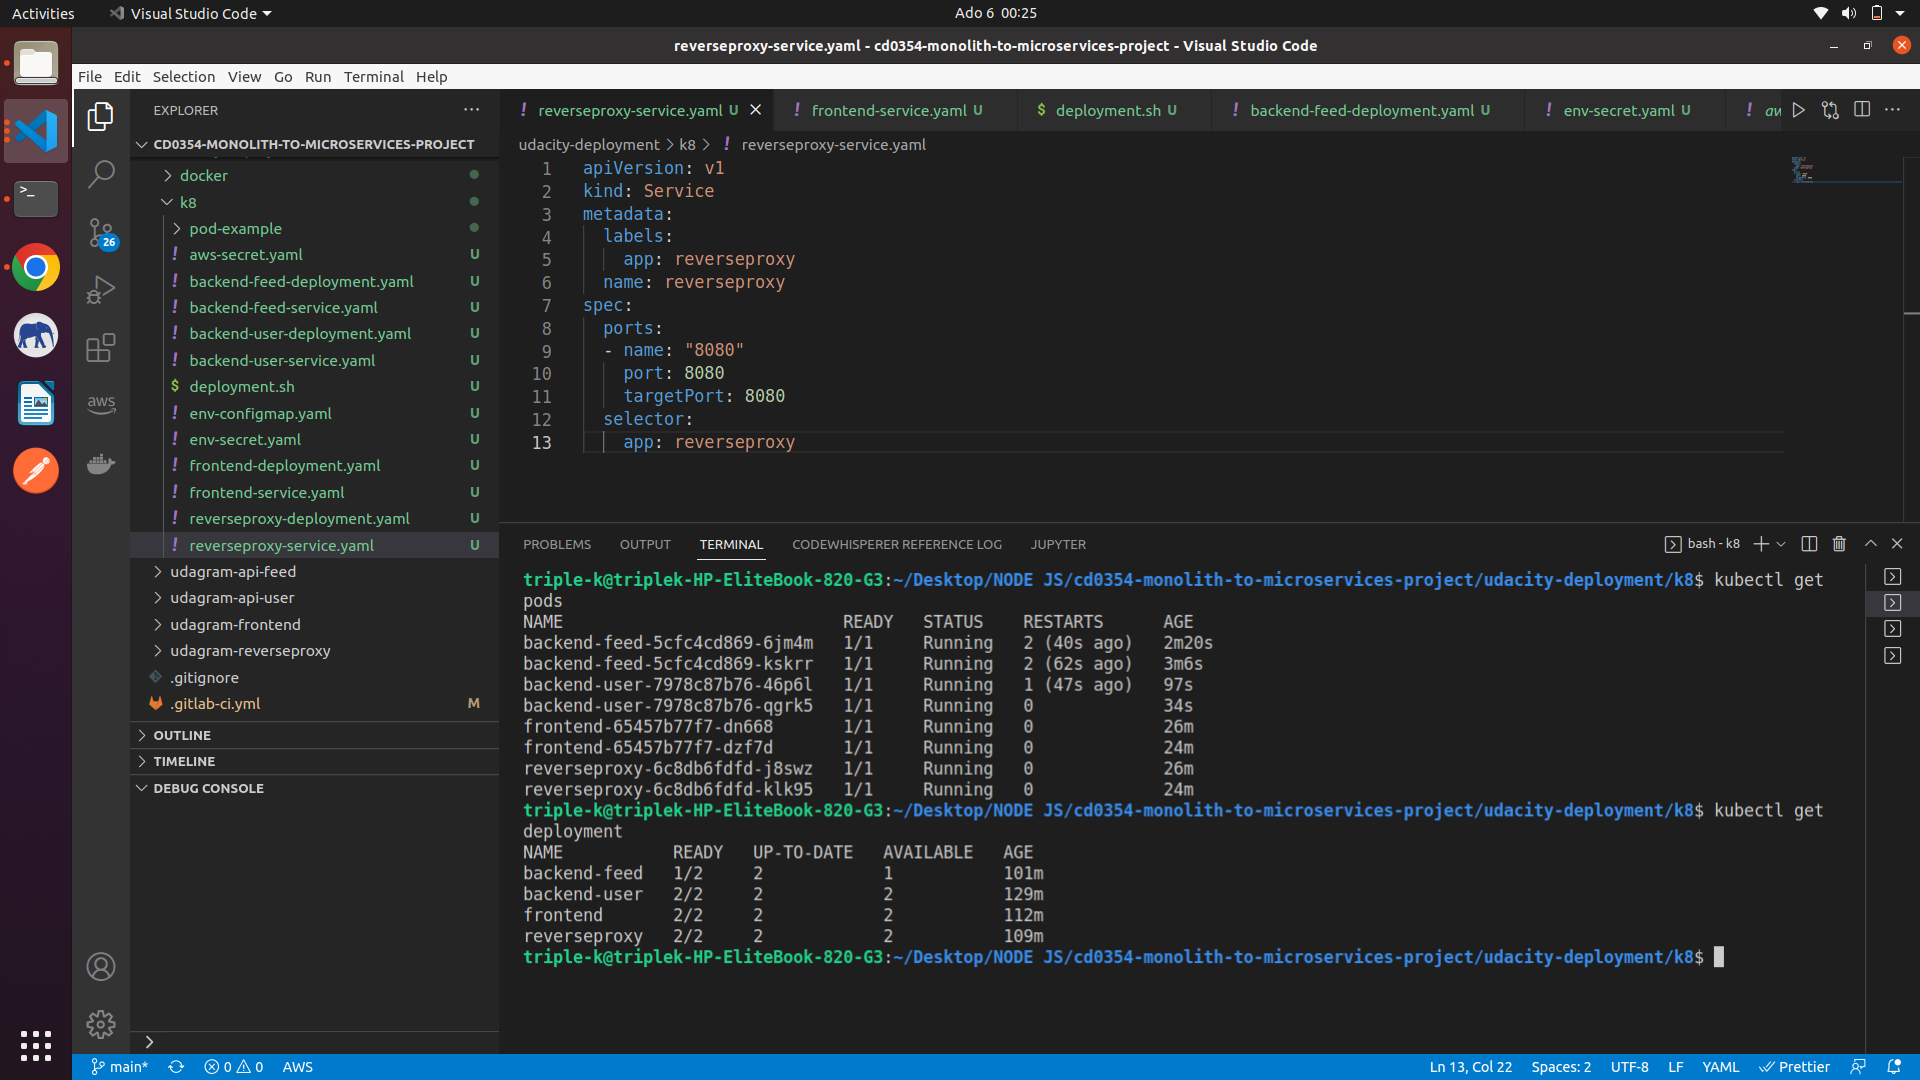 Activities
Visual Studio Code
Ado 6 00:25
reverseproxy-service.yaml - cd0354-monolith-to-microservices-project - Visual Studio Code
File Edit Selection View Go Run Terminal Help
EXPLORER
CD0354-MONOLITH-TO-MICROSERVICES-PROJECT
docker
k8
pod-example
! aws-secret.yaml U
! backend-feed-deployment.yaml U
! backend-feed-service.yaml U
! backend-user-deployment.yaml U
! backend-user-service.yaml U
$ deployment.sh U
! env-configmap.yaml U
! env-secret.yaml U
! frontend-deployment.yaml U
! frontend-service.yaml U
! reverseproxy-deployment.yaml U
! reverseproxy-service.yaml U
udagram-api-feed
udagram-api-user
udagram-frontend
udagram-reverseproxy
.gitignore
.gitlab-ci.yml M
OUTLINE
TIMELINE
DEBUG CONSOLE
26
aws
! reverseproxy-service.yaml U
! frontend-service.yaml U
$ deployment.sh U
! backend-feed-deployment.yaml U
! env-secret.yaml U
! aw
udacity-deployment > k8 > ! reverseproxy-service.yaml
1 apiVersion: v1
2 kind: Service
3 metadata:
4 labels:
5 app: reverseproxy
6 name: reverseproxy
7 spec:
8 ports:
9 - name: "8080"
10 port: 8080
11 targetPort: 8080
12 selector:
13 app: reverseproxy
PROBLEMS OUTPUT TERMINAL CODEWHISPERER REFERENCE LOG JUPYTER
bash - k8
triple-k@triplek-HP-EliteBook-820-G3:~/Desktop/NODE JS/cd0354-monolith-to-microservices-project/udacity-deployment/k8$ kubectl get
pods
NAME READY STATUS RESTARTS AGE
backend-feed-5cfc4cd869-6jm4m 1/1 Running 2 (40s ago) 2m20s
backend-feed-5cfc4cd869-kskrr 1/1 Running 2 (62s ago) 3m6s
backend-user-7978c87b76-46p6l 1/1 Running 1 (47s ago) 97s
backend-user-7978c87b76-qgrk5 1/1 Running 0 34s
frontend-65457b77f7-dn668 1/1 Running 0 26m
frontend-65457b77f7-dzf7d 1/1 Running 0 24m
reverseproxy-6c8db6fdfd-j8swz 1/1 Running 0 26m
reverseproxy-6c8db6fdfd-klk95 1/1 Running 0 24m
triple-k@triplek-HP-EliteBook-820-G3:~/Desktop/NODE JS/cd0354-monolith-to-microservices-project/udacity-deployment/k8$ kubectl get
deployment
NAME READY UP-TO-DATE AVAILABLE AGE
backend-feed 1/2 2 1 101m
backend-user 2/2 2 2 129m
frontend 2/2 2 2 112m
reverseproxy 2/2 2 2 109m
triple-k@triplek-HP-EliteBook-820-G3:~/Desktop/NODE JS/cd0354-monolith-to-microservices-project/udacity-deployment/k8$
main* 0 0 AWS
Ln 13, Col 22 Spaces: 2 UTF-8 LF YAML Prettier